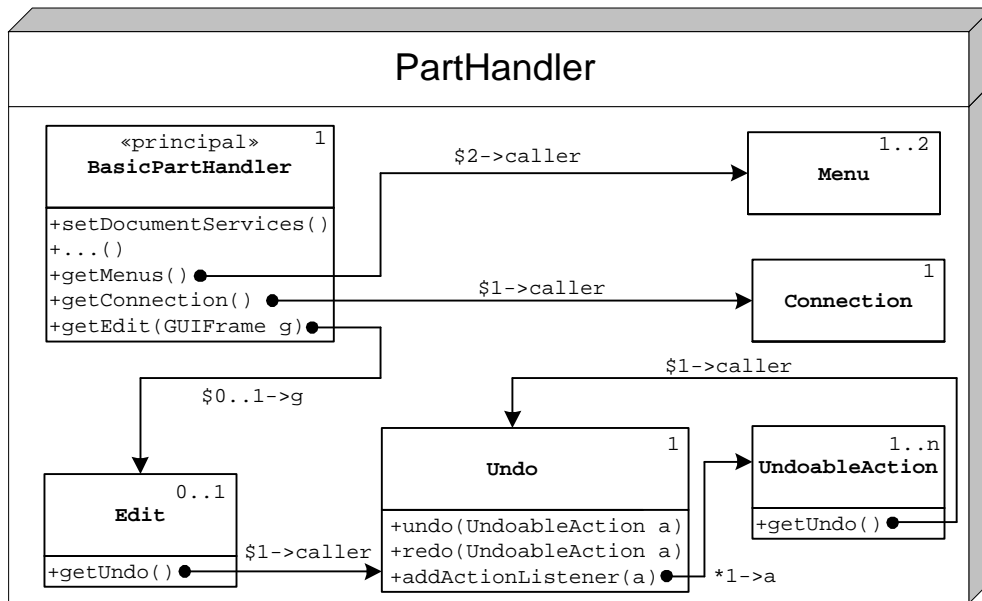 PartHandler
«principal» 1
BasicPartHandler
+setDocumentServices()
+...()
+getMenus()
+getConnection()
+getEdit(GUIFrame g)
$2->caller
1..2
Menu
$1->caller
1
Connection
$0..1->g
$1->caller
0..1
Edit
+getUndo()
$1->caller
1
Undo
+undo(UndoableAction a)
+redo(UndoableAction a)
+addActionListener(a)
*1->a
1..n
UndoableAction
+getUndo()